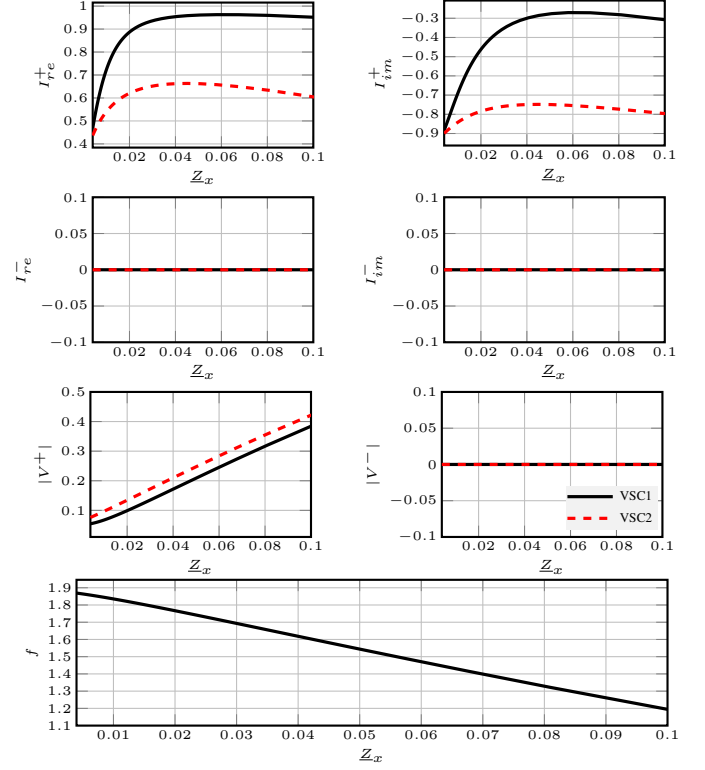 1
0.9
0.8
0.7
0.6
0.5
0.4
I⁺re
0.02 0.04 0.06 0.08 0.1
Zx
−0.3
−0.4
−0.5
−0.6
−0.7
−0.8
−0.9
I⁺im
0.02 0.04 0.06 0.08 0.1
Zx
0.1
0.05
0
−0.05
−0.1
I⁻re
0.02 0.04 0.06 0.08 0.1
Zx
0.1
0.05
0
−0.05
−0.1
I⁻im
0.02 0.04 0.06 0.08 0.1
Zx
0.5
0.4
0.3
0.2
0.1
|V⁺|
0.02 0.04 0.06 0.08 0.1
Zx
0.1
0.05
0
−0.05
−0.1
|V⁻|
VSC1
VSC2
0.02 0.04 0.06 0.08 0.1
Zx
1.9
1.8
1.7
1.6
1.5
1.4
1.3
1.2
1.1
f
0.01 0.02 0.03 0.04 0.05 0.06 0.07 0.08 0.09 0.1
Zx